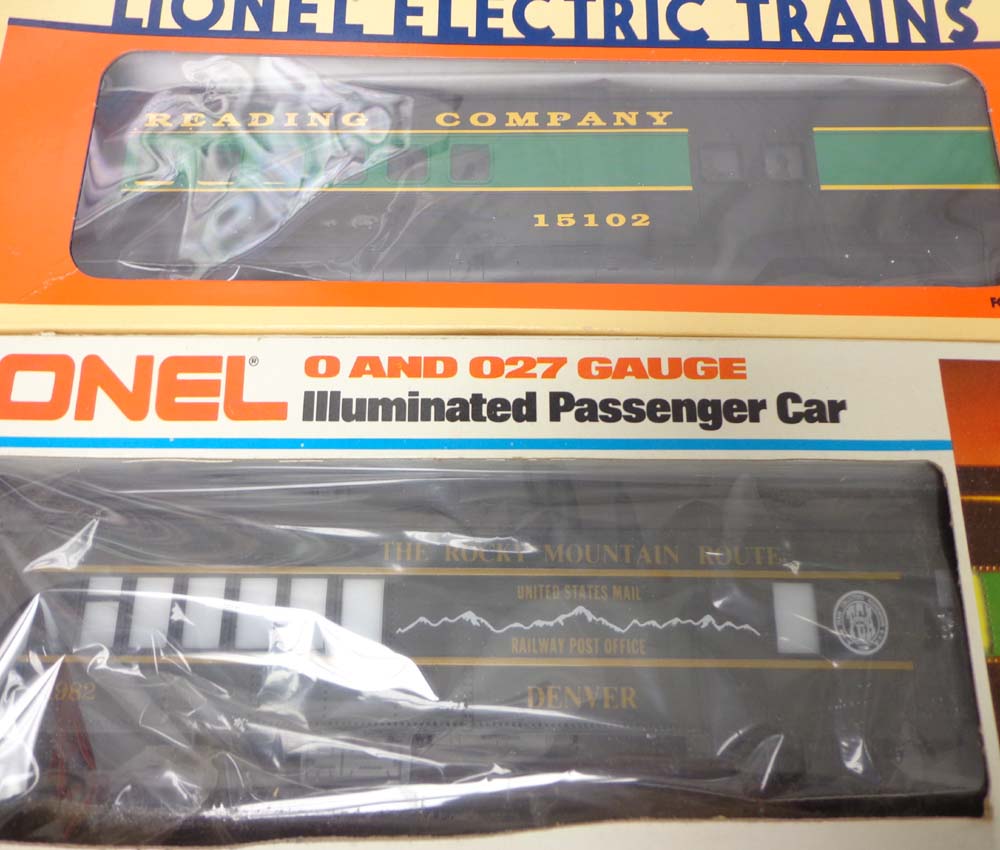 LIONEL ELECTRIC TRAINS
READING COMPANY
15102
ONEL®
O AND O27 GAUGE
Illuminated Passenger Car
THE ROCKY MOUNTAIN ROUTE
UNITED STATES MAIL
RAILWAY POST OFFICE
982
DENVER